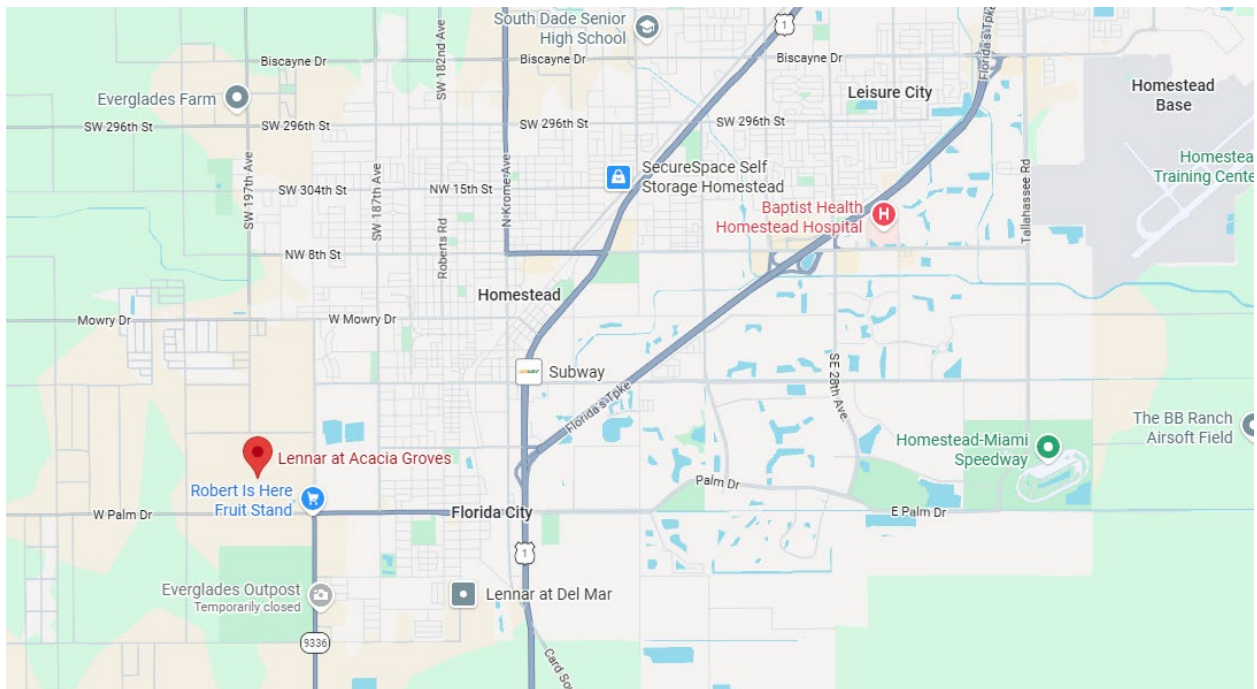 South Dade Senior
High School
1
Florida's Tpke
Biscayne Dr
Biscayne Dr
Biscayne Dr
SW 182nd Ave
Leisure City
Homestead
Base
Everglades Farm
SW 296th St
SW 296th St
SW 296th St
SW 296th St
Homestead
Training Cente
SecureSpace Self
Storage Homestead
SW 197th Ave
SW 187th Ave
SW 304th St
NW 15th St
N Krome Ave
Roberts Rd
Tallahassee Rd
Baptist Health
Homestead Hospital
H
NW 8th St
Homestead
Mowry Dr
W Mowry Dr
SUBWAY
Subway
SE 28th Ave.
Florida's Tpke
The BB Ranch
Airsoft Field
Homestead-Miami
Speedway
Lennar at Acacia Groves
Robert Is Here
Fruit Stand
Palm Dr
W Palm Dr
Florida City
E Palm Dr
1
Everglades Outpost
Temporarily closed
Lennar at Del Mar
9336
Card So